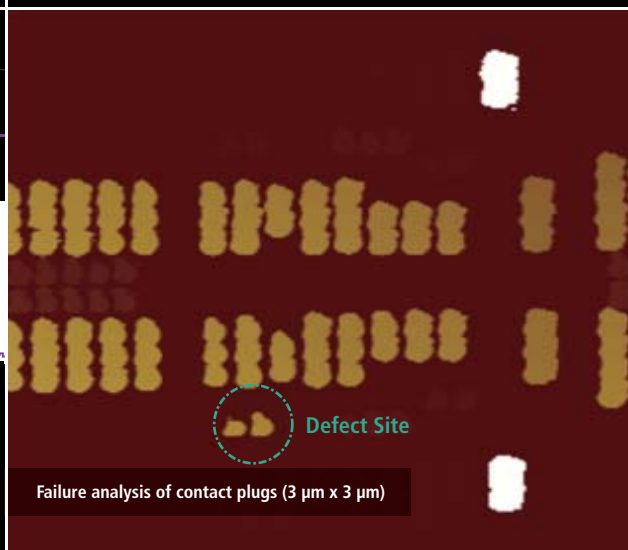 Defect Site
Failure analysis of contact plugs (3 µm x 3 µm)